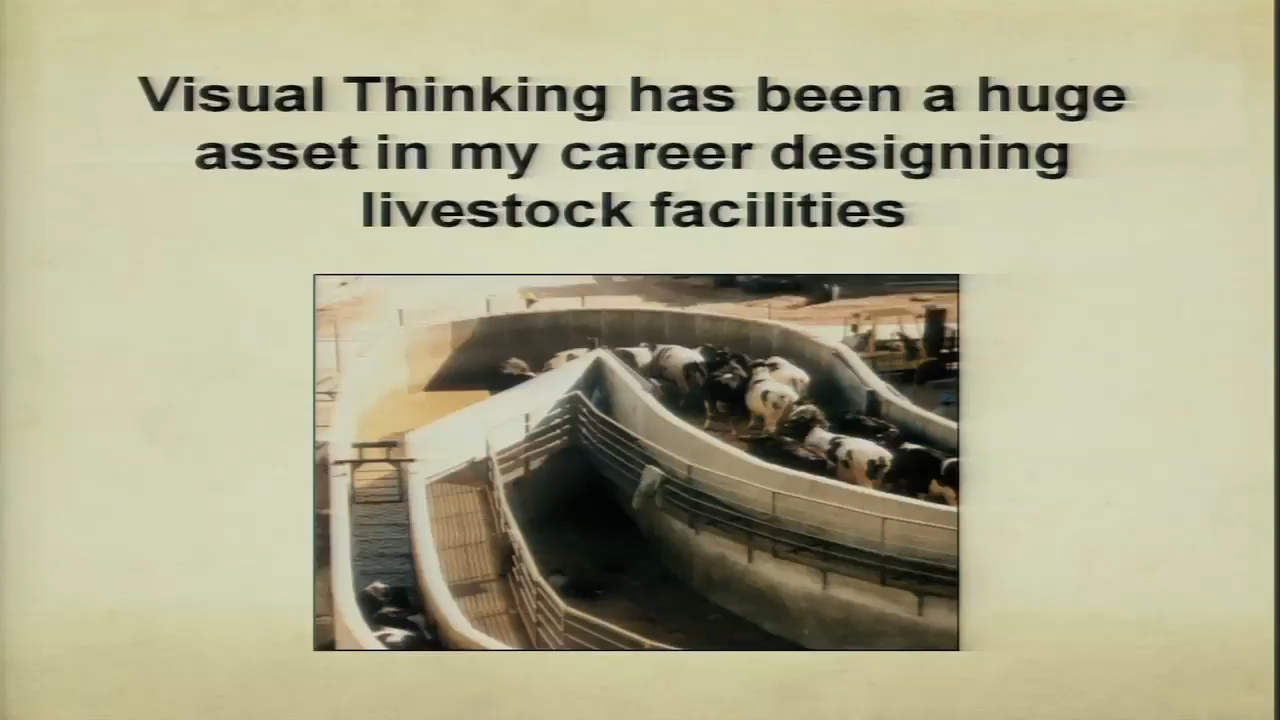 Visual Thinking has been a huge
asset in my career designing
livestock facilities